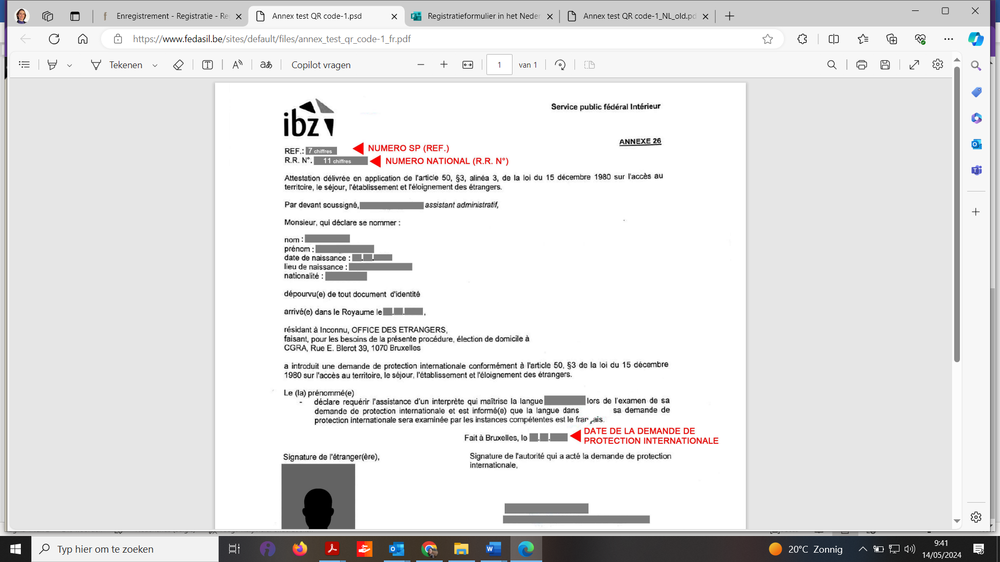 Enregistrement - Registratie - Re
Annex test QR code-1.psd
Registratieformulier in het Neder
Annex test QR code-1_NL_old.pd
https://www.fedasil.be/sites/default/files/annex_test_qr_code-1_fr.pdf
Tekenen
Copilot vragen
1 van 1
ibz
Service public fédéral Intérieur
ANNEXE 26
REF.: 7 chiffres NUMERO SP (REF.)
R.R. N°. 11 chiffres NUMERO NATIONAL (R.R. N°)
Attestation délivrée en application de l'article 50, §3, alinéa 3, de la loi du 15 décembre 1980 sur l'accès au
territoire, le séjour, l'établissement et l'éloignement des étrangers.
Par devant soussigné, assistant administratif,
Monsieur, qui déclare se nommer :
nom :
prénom :
date de naissance : . .
lieu de naissance :
nationalité :
dépourvu(e) de tout document d'identité
arrivé(e) dans le Royaume le . . ,
résidant à Inconnu, OFFICE DES ETRANGERS,
faisant, pour les besoins de la présente procédure, élection de domicile à
CGRA, Rue E. Blerot 39, 1070 Bruxelles
a introduit une demande de protection internationale conformément à l'article 50, §3 de la loi du 15 décembre
1980 sur l'accès au territoire, le séjour, l'établissement et l'éloignement des étrangers.
Le (la) prénommé(e)
- déclare requérir l'assistance d'un interprète qui maîtrise la langue lors de l'examen de sa
demande de protection internationale et est informé(e) que la langue dans sa demande de
protection internationale sera examinée par les instances compétentes est le français.
Fait à Bruxelles, le . . DATE DE LA DEMANDE DE
PROTECTION INTERNATIONALE
Signature de l'étranger(ère),
Signature de l'autorité qui a acté la demande de protection
internationale,
Typ hier om te zoeken
20°C Zonnig
9:41
14/05/2024